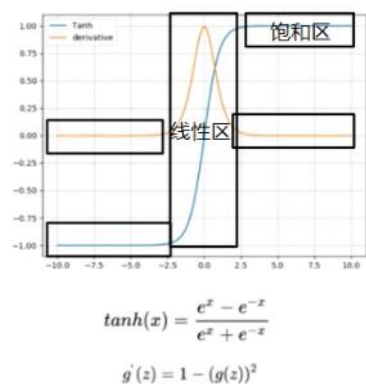 1.00
Tanh
derivative
饱和区
0.75
0.50
0.25
0.00
线性区
−0.25
−0.50
−0.75
−1.00
−10.0 −7.5 −5.0 −2.5 0.0 2.5 5.0 7.5 10.0
tanh(x) = (e^x − e^{−x}) / (e^x + e^{−x})
g'(z) = 1 − (g(z))^2